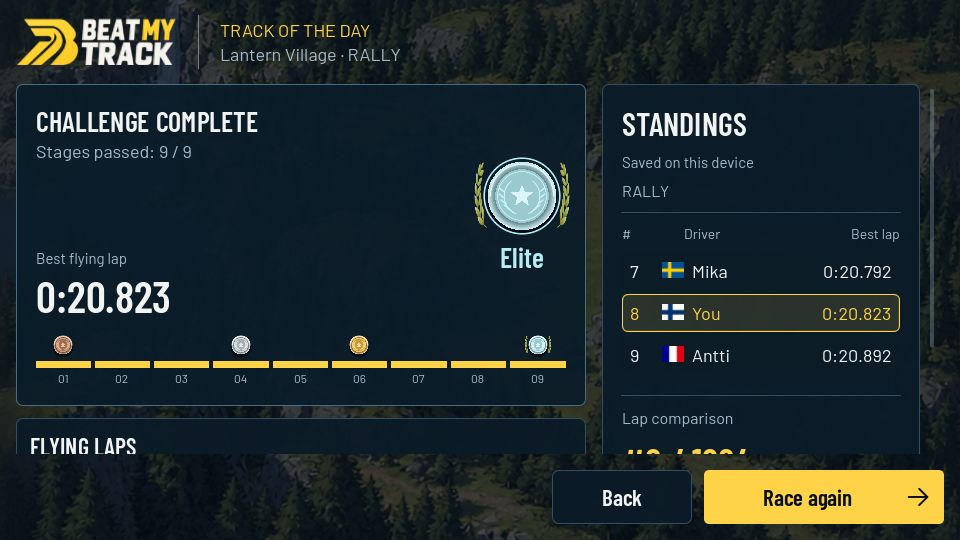 BEAT MY
TRACK
TRACK OF THE DAY
Lantern Village · RALLY
CHALLENGE COMPLETE
Stages passed: 9 / 9
Elite
Best flying lap
0:20.823
01 02 03 04 05 06 07 08 09
FLYING LAPS
STANDINGS
Saved on this device
RALLY
# Driver Best lap
7 Mika 0:20.792
8 You 0:20.823
9 Antti 0:20.892
Lap comparison
Back
Race again